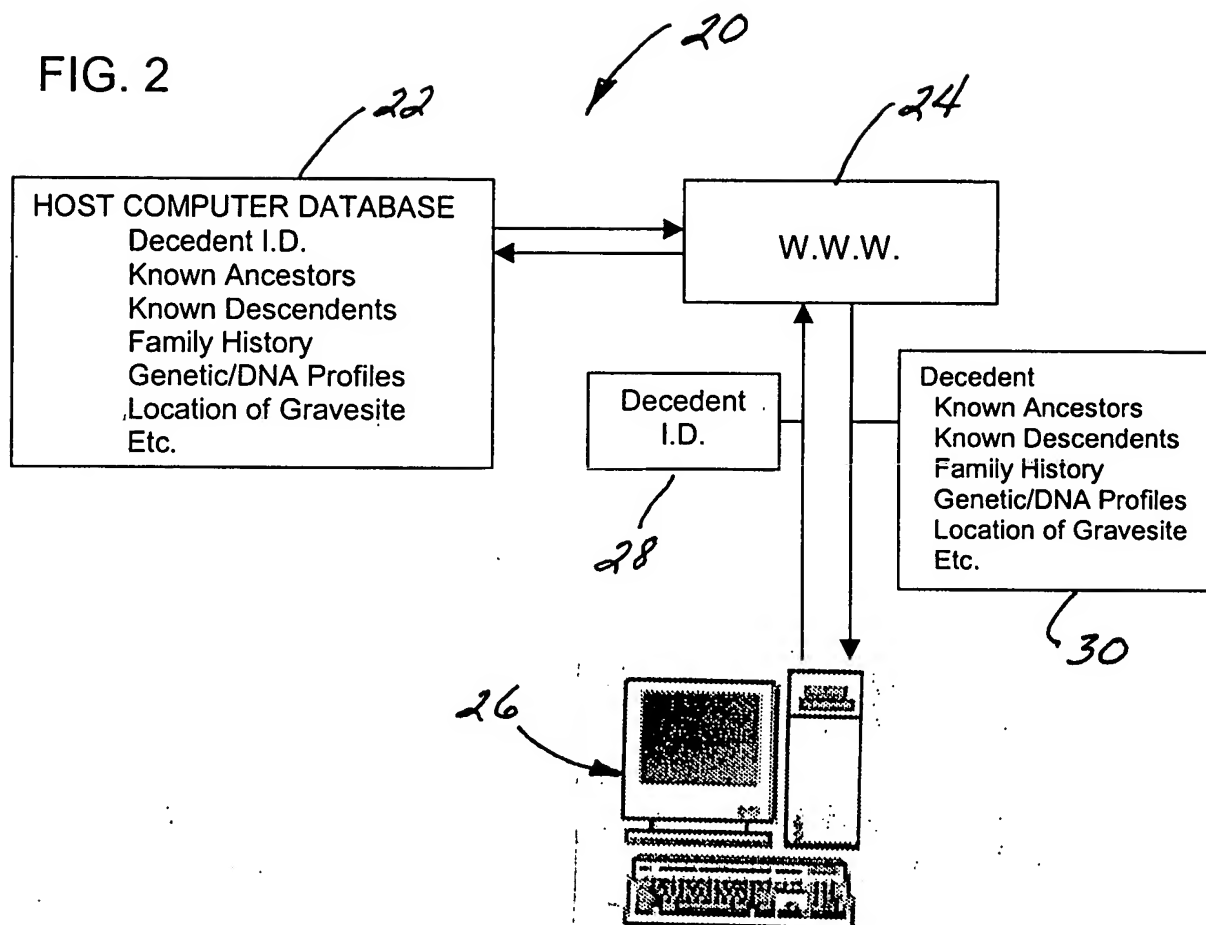 FIG. 2
20
22
24
HOST COMPUTER DATABASE
Decedent I.D.
Known Ancestors
Known Descendents
Family History
Genetic/DNA Profiles
Location of Gravesite
Etc.
W.W.W.
Decedent
I.D.
28
Decedent
Known Ancestors
Known Descendents
Family History
Genetic/DNA Profiles
Location of Gravesite
Etc.
30
26